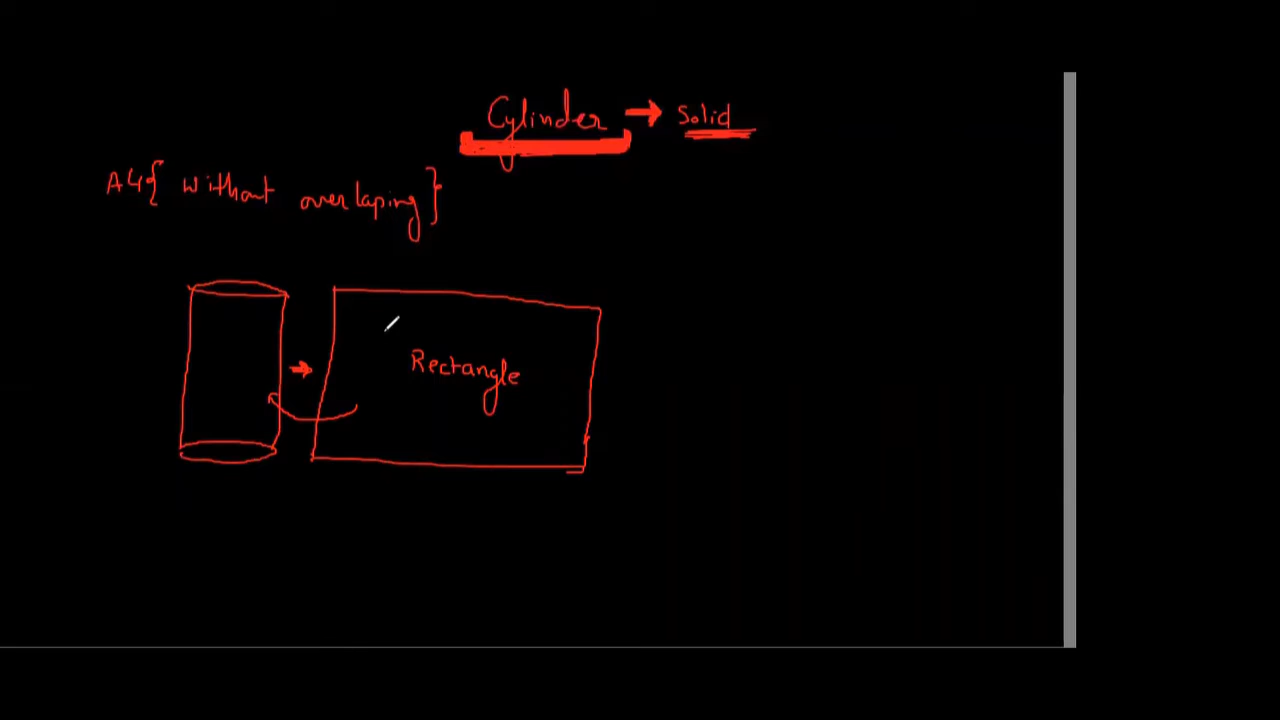 Cylinder → Solid
A4{ without overlaping}
Rectangle